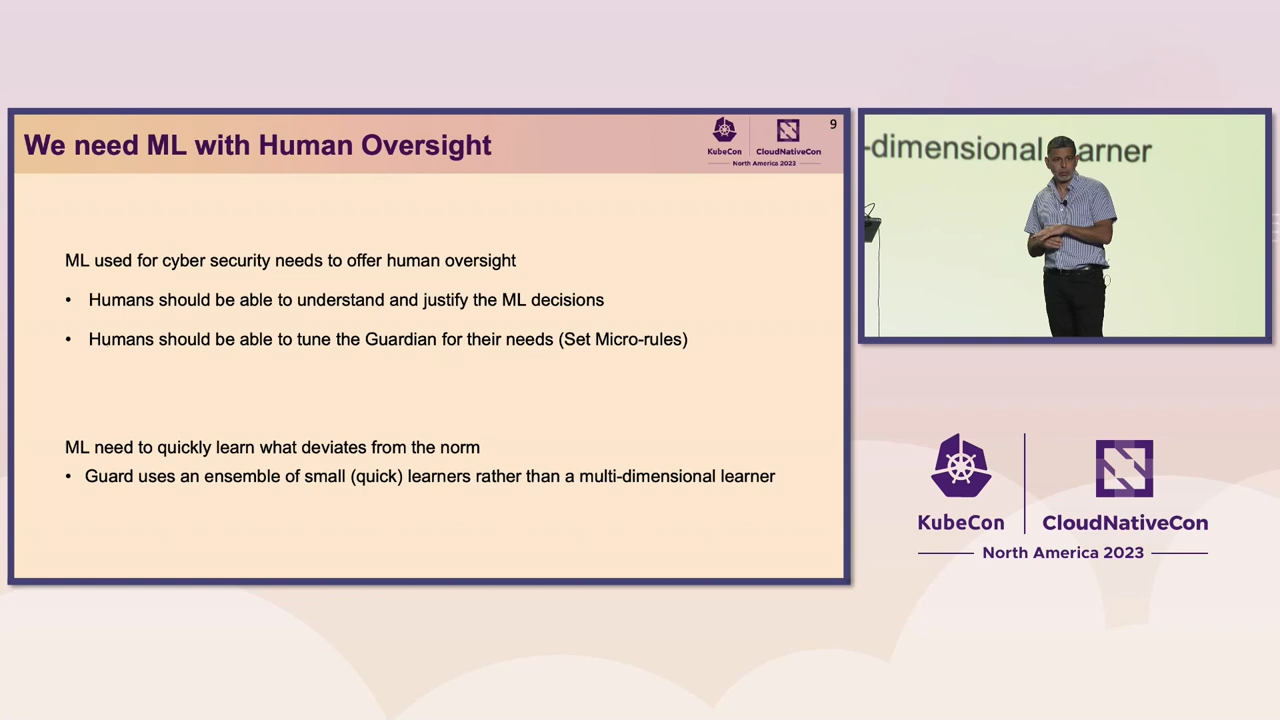 We need ML with Human Oversight
KubeCon
CloudNativeCon
North America 2023
9
ML used for cyber security needs to offer human oversight
• Humans should be able to understand and justify the ML decisions
• Humans should be able to tune the Guardian for their needs (Set Micro-rules)
ML need to quickly learn what deviates from the norm
• Guard uses an ensemble of small (quick) learners rather than a multi-dimensional learner
-dimensional earner
KubeCon
CloudNativeCon
North America 2023